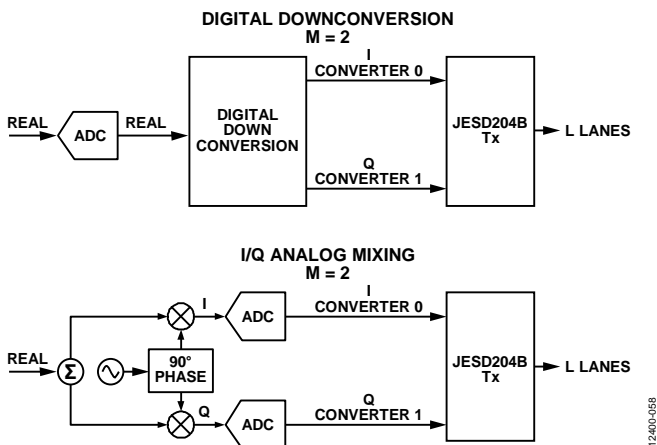 DIGITAL DOWNCONVERSION
M = 2
I
CONVERTER 0
REAL
ADC
REAL
DIGITAL
DOWN
CONVERSION
JESD204B
Tx
L LANES
Q
CONVERTER 1
I/Q ANALOG MIXING
M = 2
I
CONVERTER 0
I
ADC
REAL
Σ
90°
PHASE
JESD204B
Tx
L LANES
Q
ADC
Q
CONVERTER 1
12400-058